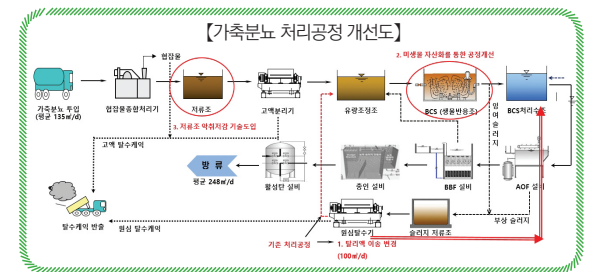 【가축분뇨 처리공정 개선도】
협잡물
2. 미생물 자산화를 통한 공정개선
가축분뇨 투입
(평균 135㎥/d)
협잡물종합처리기
저류조
고액분리기
유량조정조
BCS (생물반응조)
BCS처리수조
3. 저류조 악취저감 기술도입
잉여슬러지
고액 탈수케익
방 류
평균 248㎥/d
활성탄 설비
총인 설비
BBF 설비
AOF 설비
탈수케익 반출
원심 탈수케익
원심탈수기
슬러지 저류조
부상 슬러지
기존 처리공정
1. 탈리액 이송 변경
(100㎥/d)